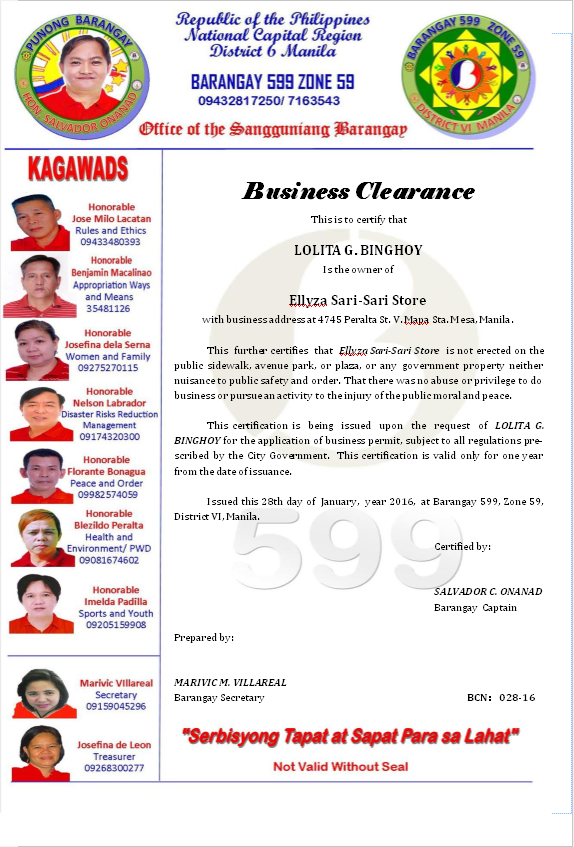 PUNONG BARANGAY
HON. SALVADOR ONANAD
Republic of the Philippines
National Capital Region
District 6 Manila
BARANGAY 599 ZONE 59
09432817250/ 7163543
Office of the Sangguniang Barangay
BARANGAY 599 ZONE 59
DISTRICT VI MANILA
KAGAWADS
Honorable
Jose Milo Lacatan
Rules and Ethics
09433480393
Honorable
Benjamin Macalinao
Appropriation Ways
and Means
35481126
Honorable
Josefina dela Serna
Women and Family
09275270115
Honorable
Nelson Labrador
Disaster Risks Reduction
Management
09174320300
Honorable
Florante Bonagua
Peace and Order
09982574059
Honorable
Blezildo Peralta
Health and
Environment/ PWD
09081674602
Honorable
Imelda Padilla
Sports and Youth
09205159908
Marivic VIllareal
Secretary
09159045296
Josefina de Leon
Treasurer
09268300277
Business Clearance
This is to certify that
LOLITA G. BINGHOY
Is the owner of
Ellyza Sari-Sari Store
with business address at 4745 Peralta St. V. Mapa Sta. Mesa, Manila.
This further certifies that Ellyza Sari-Sari Store is not erected on the
public sidewalk, avenue park, or plaza, or any government property neither
nuisance to public safety and order. That there was no abuse or privilege to do
business or pursue an activity to the injury of the public moral and peace.
This certification is being issued upon the request of LOLITA G.
BINGHOY for the application of business permit, subject to all regulations pre-
scribed by the City Government. This certification is valid only for one year
from the date of issuance.
Issued this 28th day of January, year 2016, at Barangay 599, Zone 59,
District VI, Manila.
599
Certified by:
SALVADOR C. ONANAD
Barangay Captain
Prepared by:
MARIVIC M. VILLAREAL
Barangay Secretary
BCN: 028-16
"Serbisyong Tapat at Sapat Para sa Lahat"
Not Valid Without Seal